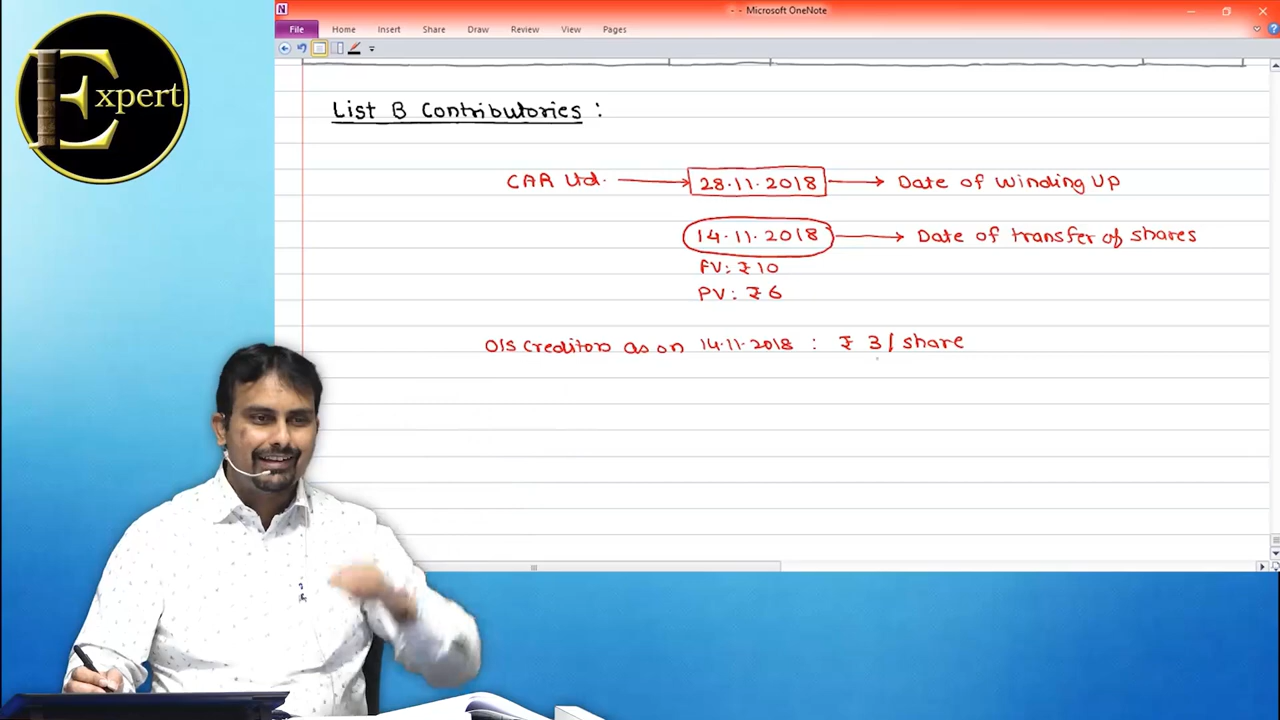 Expert
- - Microsoft OneNote
File Home Insert Share Draw Review View Pages
List B Contributories :
CAR Ltd. → 28.11.2018 → Date of Winding Up
14.11.2018 → Date of transfer of shares
FV: ₹ 10
PV: ₹ 6
O/S Creditors as on 14.11.2018 : ₹ 3/share